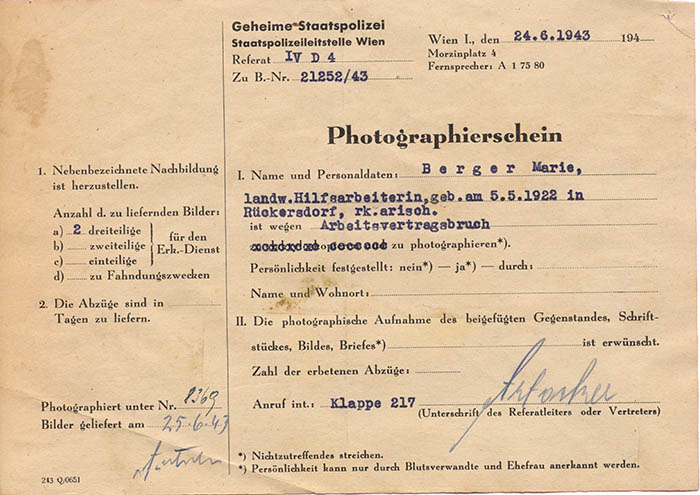 Geheime Staatspolizei
Staatspolizeileitstelle Wien
Referat IV D 4
Zu B.-Nr. 21252/43
Wien I., den 24.6.1943 194
Morzinplatz 4
Fernsprecher: A 1 75 80
Photographierschein
1. Nebenbezeichnete Nachbildung
ist herzustellen.
Anzahl d. zu liefernden Bilder:
a) 2 dreiteilige
b) zweiteilige
c) einteilige
für den
Erk.-Dienst
d) zu Fahndungszwecken
2. Die Abzüge sind in
Tagen zu liefern.
Photographiert unter Nr. 8369
Bilder geliefert am 25.6.43
243 Q/0651
I. Name und Personaldaten: Berger Marie,
landw.Hilfsarbeiterin,geb.am 5.5.1922 in
Rückersdorf, rk.arisch.
ist wegen Arbeitsvertragsbruch
zu photographieren*).
Persönlichkeit festgestellt: nein*) — ja*) — durch:
Name und Wohnort:
II. Die photographische Aufnahme des beigefügten Gegenstandes, Schrift-
stückes, Bildes, Briefes*) ist erwünscht.
Zahl der erbetenen Abzüge:
Anruf int.: Klappe 217
(Unterschrift des Referatleiters oder Vertreters)
*) Nichtzutreffendes streichen.
*) Persönlichkeit kann nur durch Blutsverwandte und Ehefrau anerkannt werden.